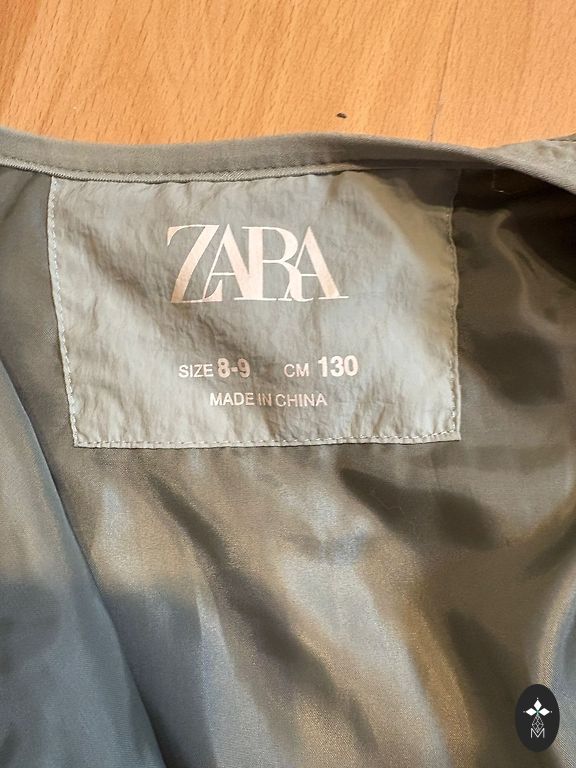 ZARA
SIZE 8-9 CM 130
MADE IN CHINA
M